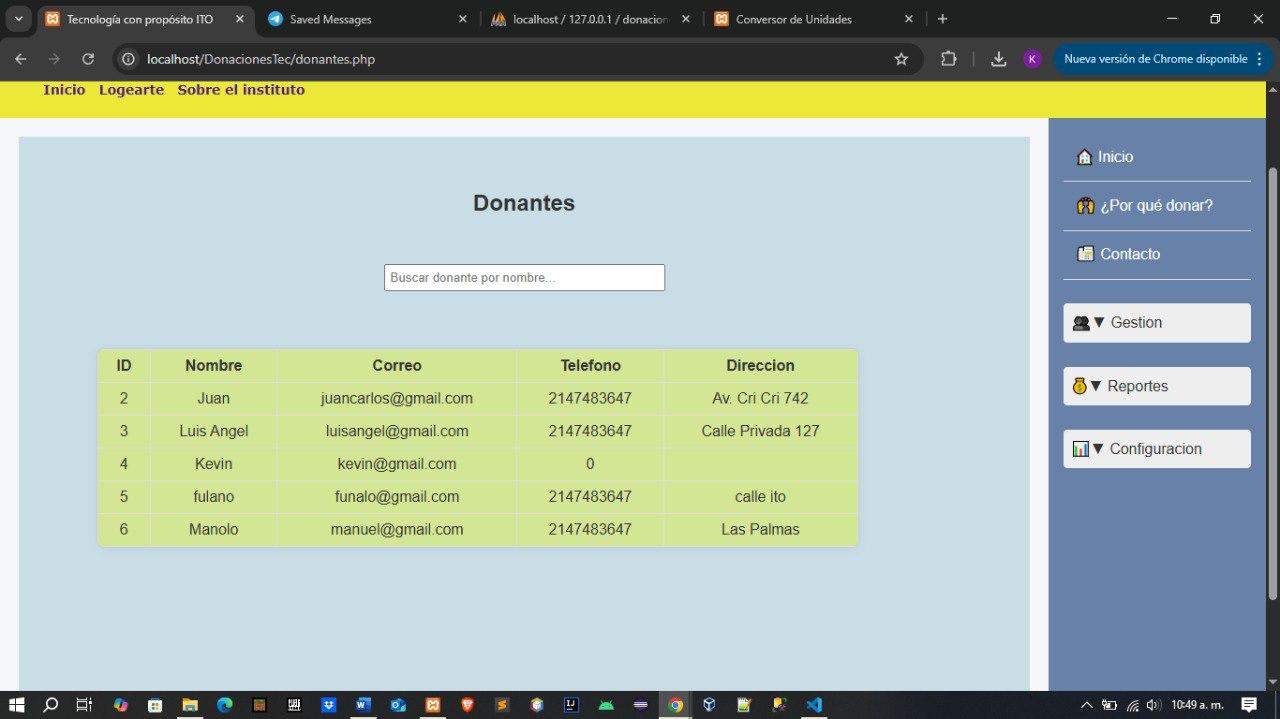 Tecnología con propósito ITO
Saved Messages
localhost / 127.0.0.1 / donacion
Conversor de Unidades
localhost/DonacionesTec/donantes.php
K
Nueva versión de Chrome disponible
Inicio Logearte Sobre el instituto
Donantes
Buscar donante por nombre...
ID Nombre Correo Telefono Direccion
2 Juan juancarlos@gmail.com 2147483647 Av. Cri Cri 742
3 Luis Angel luisangel@gmail.com 2147483647 Calle Privada 127
4 Kevin kevin@gmail.com 0
5 fulano funalo@gmail.com 2147483647 calle ito
6 Manolo manuel@gmail.com 2147483647 Las Palmas
Inicio
¿Por qué donar?
Contacto
▼ Gestion
▼ Reportes
▼ Configuracion
10:49 a. m.